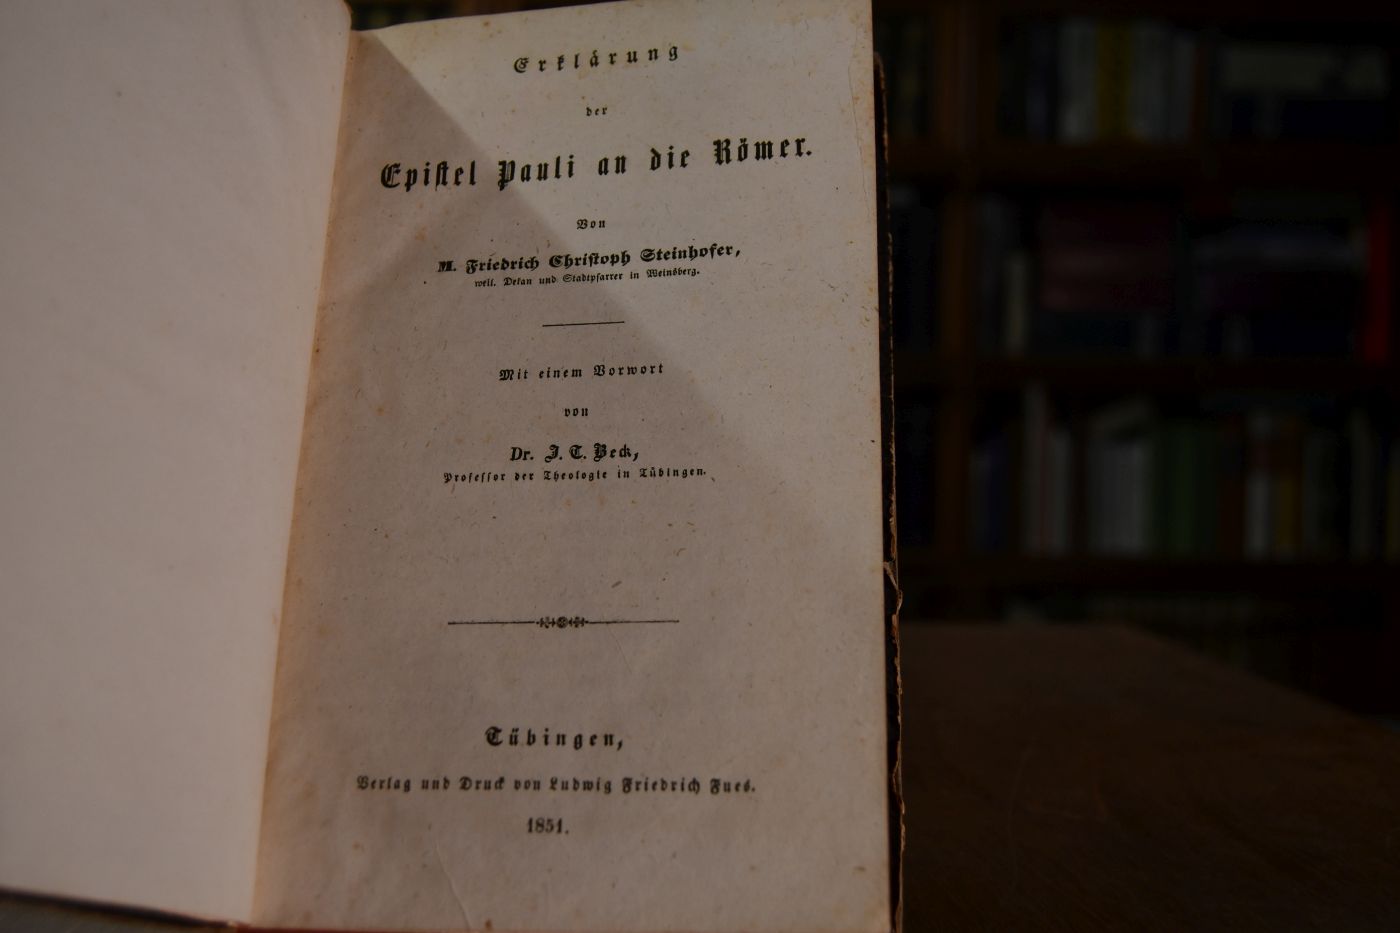 Erklärung
der
Epistel Pauli an die Römer.
Von
M. Friedrich Christoph Steinhofer,
weil. Dekan und Stadtpfarrer in Weinsberg.
Mit einem Vorwort
von
Dr. J. T. Beck,
Professor der Theologie in Tübingen.
Tübingen,
Verlag und Druck von Ludwig Friedrich Fues.
1851.